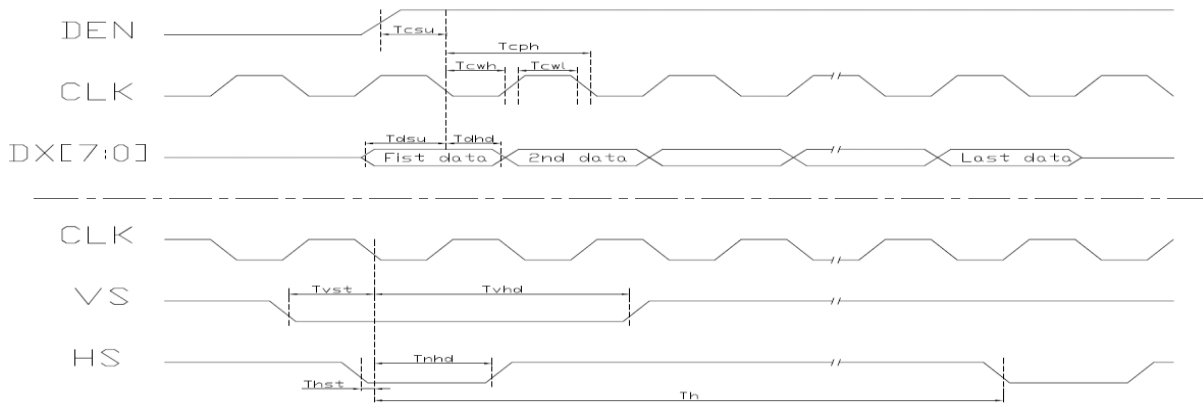 DEN
Tcsu
Tcph
Tcwh
Tcwl
CLK
Tdsu
Tdhd
DX[7:0]
Fist data
2nd data
Last data
CLK
VS
Tvst
Tvhd
HS
Tnhd
Thst
Th